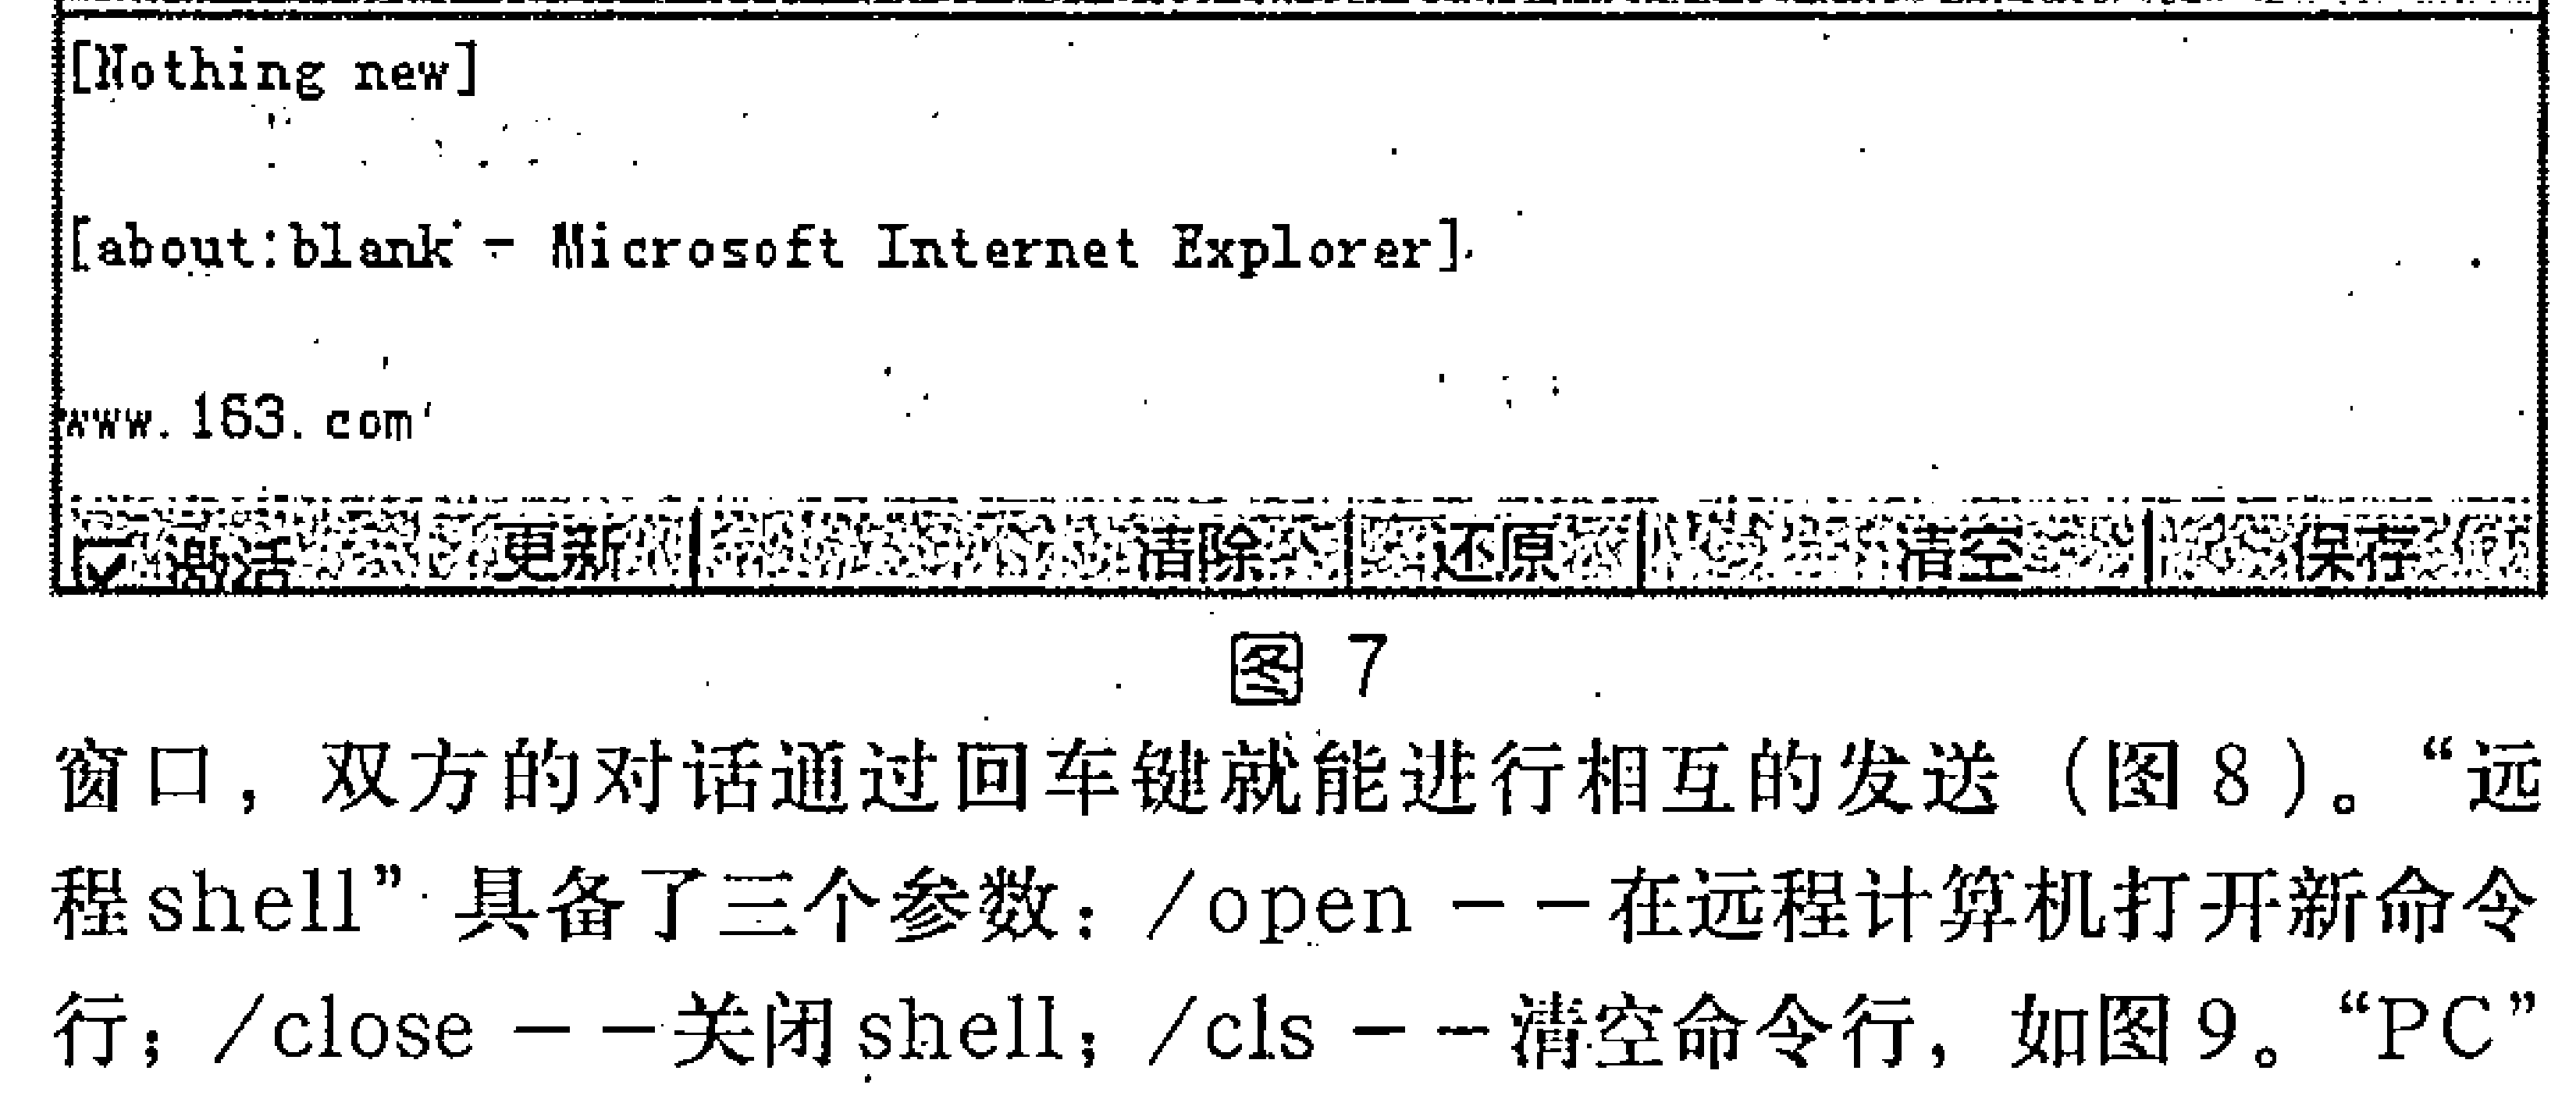 [Nothing new]
[about:blank - Microsoft Internet Explorer]
www.163.com
激活 更新 清除 还原 清空 保存
图 7
窗口，双方的对话通过回车键就能进行相互的发送（图8）。“远
程shell” 具备了三个参数：/open －－在远程计算机打开新命令
行；/close －－关闭shell；/cls －－清空命令行，如图9。“PC”